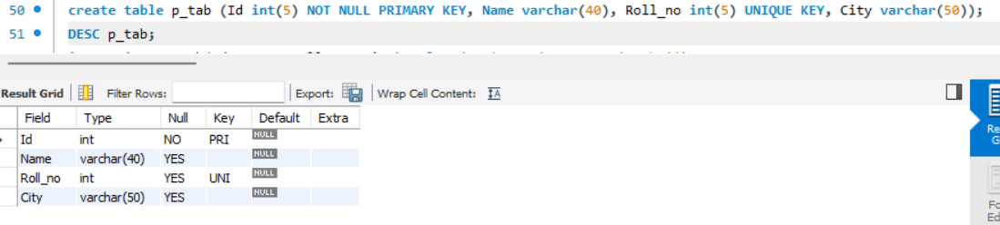 50 create table p_tab (Id int(5) NOT NULL PRIMARY KEY, Name varchar(40), Roll_no int(5) UNIQUE KEY, City varchar(50));
51 DESC p_tab;
Result Grid Filter Rows: Export: Wrap Cell Content:
Field Type Null Key Default Extra
Id int NO PRI NULL
Name varchar(40) YES NULL
Roll_no int YES UNI NULL
City varchar(50) YES NULL